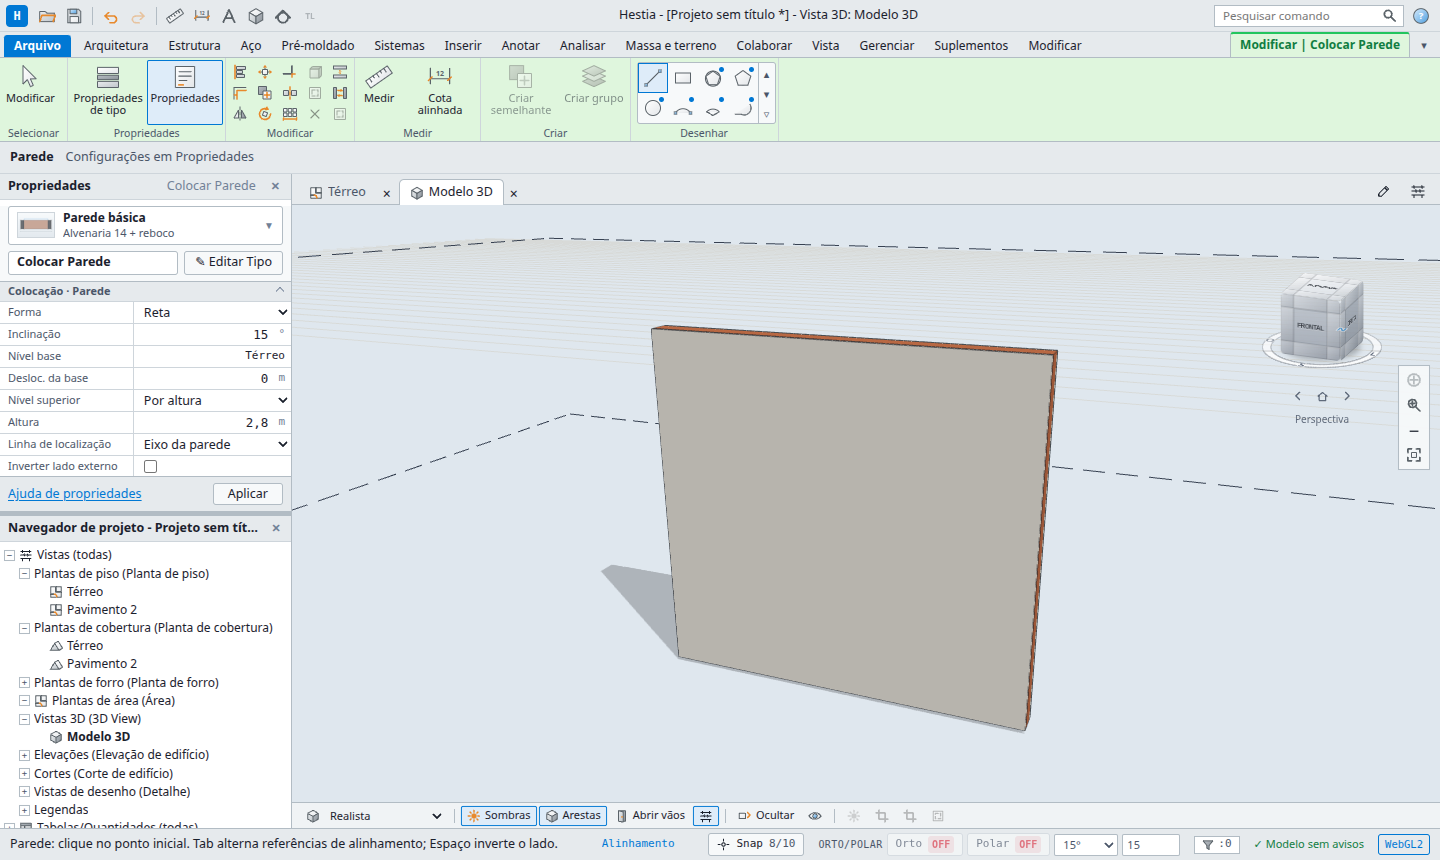 H
TL
Hestia - [Projeto sem título *] - Vista 3D: Modelo 3D
Pesquisar comando
?
Arquivo
Arquitetura
Estrutura
Aço
Pré-moldado
Sistemas
Inserir
Anotar
Analisar
Massa e terreno
Colaborar
Vista
Gerenciar
Suplementos
Modificar
Modificar | Colocar Parede
Modificar
Propriedades de tipo
Propriedades
Medir
12
Cota alinhada
Criar semelhante
Criar grupo
Selecionar
Propriedades
Modificar
Medir
Criar
Desenhar
Parede
Configurações em Propriedades
Propriedades
Colocar Parede
Parede básica
Alvenaria 14 + reboco
Colocar Parede
✎ Editar Tipo
Colocação · Parede
Forma
Reta
Inclinação
15 °
Nível base
Térreo
Desloc. da base
0 m
Nível superior
Por altura
Altura
2,8 m
Linha de localização
Eixo da parede
Inverter lado externo
Ajuda de propriedades
Aplicar
Navegador de projeto - Projeto sem tít...
Vistas (todas)
Plantas de piso (Planta de piso)
Térreo
Pavimento 2
Plantas de cobertura (Planta de cobertura)
Térreo
Pavimento 2
Plantas de forro (Planta de forro)
Plantas de área (Área)
Vistas 3D (3D View)
Modelo 3D
Elevações (Elevação de edifício)
Cortes (Corte de edifício)
Vistas de desenho (Detalhe)
Legendas
Tabelas/Quantidades (todas)
Térreo
Modelo 3D
FRONTAL
Perspectiva
Realista
Sombras
Arestas
Abrir vãos
Ocultar
Parede: clique no ponto inicial. Tab alterna referências de alinhamento; Espaço inverte o lado.
Alinhamento
Snap 8/10
ORTO/POLAR
Orto OFF
Polar OFF
15°
15
:0
✓ Modelo sem avisos
WebGL2